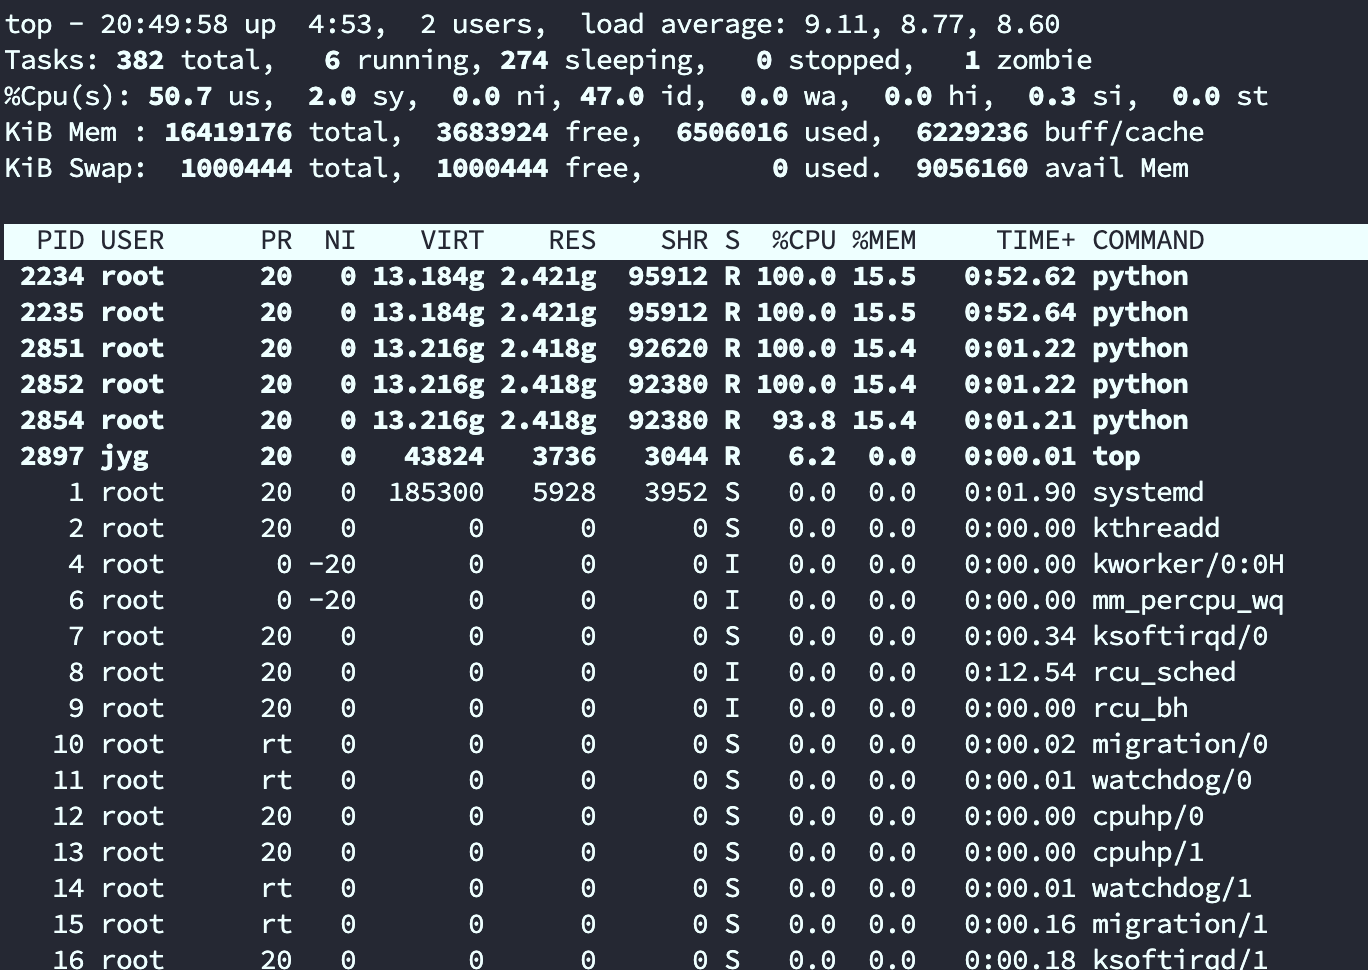 top - 20:49:58 up  4:53,  2 users,  load average: 9.11, 8.77, 8.60
Tasks: 382 total,   6 running, 274 sleeping,   0 stopped,   1 zombie
%Cpu(s): 50.7 us,  2.0 sy,  0.0 ni, 47.0 id,  0.0 wa,  0.0 hi,  0.3 si,  0.0 st
KiB Mem : 16419176 total,  3683924 free,  6506016 used,  6229236 buff/cache
KiB Swap:  1000444 total,  1000444 free,        0 used.  9056160 avail Mem
PID USER      PR  NI    VIRT    RES    SHR S  %CPU %MEM     TIME+ COMMAND
2234 root      20   0 13.184g 2.421g  95912 R 100.0 15.5   0:52.62 python
2235 root      20   0 13.184g 2.421g  95912 R 100.0 15.5   0:52.64 python
2851 root      20   0 13.216g 2.418g  92620 R 100.0 15.4   0:01.22 python
2852 root      20   0 13.216g 2.418g  92380 R 100.0 15.4   0:01.22 python
2854 root      20   0 13.216g 2.418g  92380 R  93.8 15.4   0:01.21 python
2897 jyg       20   0   43824   3736   3044 R   6.2  0.0   0:00.01 top
1 root      20   0  185300   5928   3952 S   0.0  0.0   0:01.90 systemd
2 root      20   0       0      0      0 S   0.0  0.0   0:00.00 kthreadd
4 root       0 -20       0      0      0 I   0.0  0.0   0:00.00 kworker/0:0H
6 root       0 -20       0      0      0 I   0.0  0.0   0:00.00 mm_percpu_wq
7 root      20   0       0      0      0 S   0.0  0.0   0:00.34 ksoftirqd/0
8 root      20   0       0      0      0 I   0.0  0.0   0:12.54 rcu_sched
9 root      20   0       0      0      0 I   0.0  0.0   0:00.00 rcu_bh
10 root      rt   0       0      0      0 S   0.0  0.0   0:00.02 migration/0
11 root      rt   0       0      0      0 S   0.0  0.0   0:00.01 watchdog/0
12 root      20   0       0      0      0 S   0.0  0.0   0:00.00 cpuhp/0
13 root      20   0       0      0      0 S   0.0  0.0   0:00.00 cpuhp/1
14 root      rt   0       0      0      0 S   0.0  0.0   0:00.01 watchdog/1
15 root      rt   0       0      0      0 S   0.0  0.0   0:00.16 migration/1
16 root      20   0       0      0      0 S   0.0  0.0   0:00.18 ksoftirqd/1